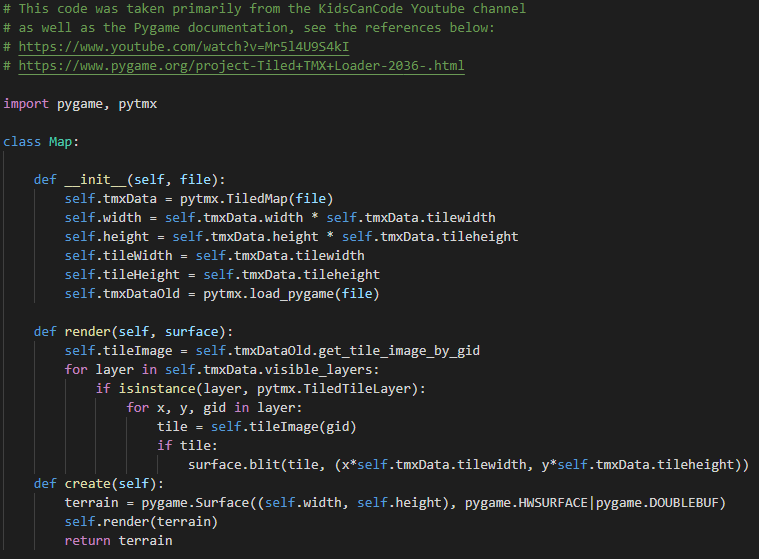 # This code was taken primarily from the KidsCanCode Youtube channel
# as well as the Pygame documentation, see the references below:
# https://www.youtube.com/watch?v=Mr5l4U9S4kI
# https://www.pygame.org/project-Tiled+TMX+Loader-2036-.html

import pygame, pytmx

class Map:

    def __init__(self, file):
        self.tmxData = pytmx.TiledMap(file)
        self.width = self.tmxData.width * self.tmxData.tilewidth
        self.height = self.tmxData.height * self.tmxData.tileheight
        self.tileWidth = self.tmxData.tilewidth
        self.tileHeight = self.tmxData.tileheight
        self.tmxDataOld = pytmx.load_pygame(file)

    def render(self, surface):
        self.tileImage = self.tmxDataOld.get_tile_image_by_gid
        for layer in self.tmxData.visible_layers:
            if isinstance(layer, pytmx.TiledTileLayer):
                for x, y, gid in layer:
                    tile = self.tileImage(gid)
                    if tile:
                        surface.blit(tile, (x*self.tmxData.tilewidth, y*self.tmxData.tileheight))
    def create(self):
        terrain = pygame.Surface((self.width, self.height), pygame.HWSURFACE|pygame.DOUBLEBUF)
        self.render(terrain)
        return terrain